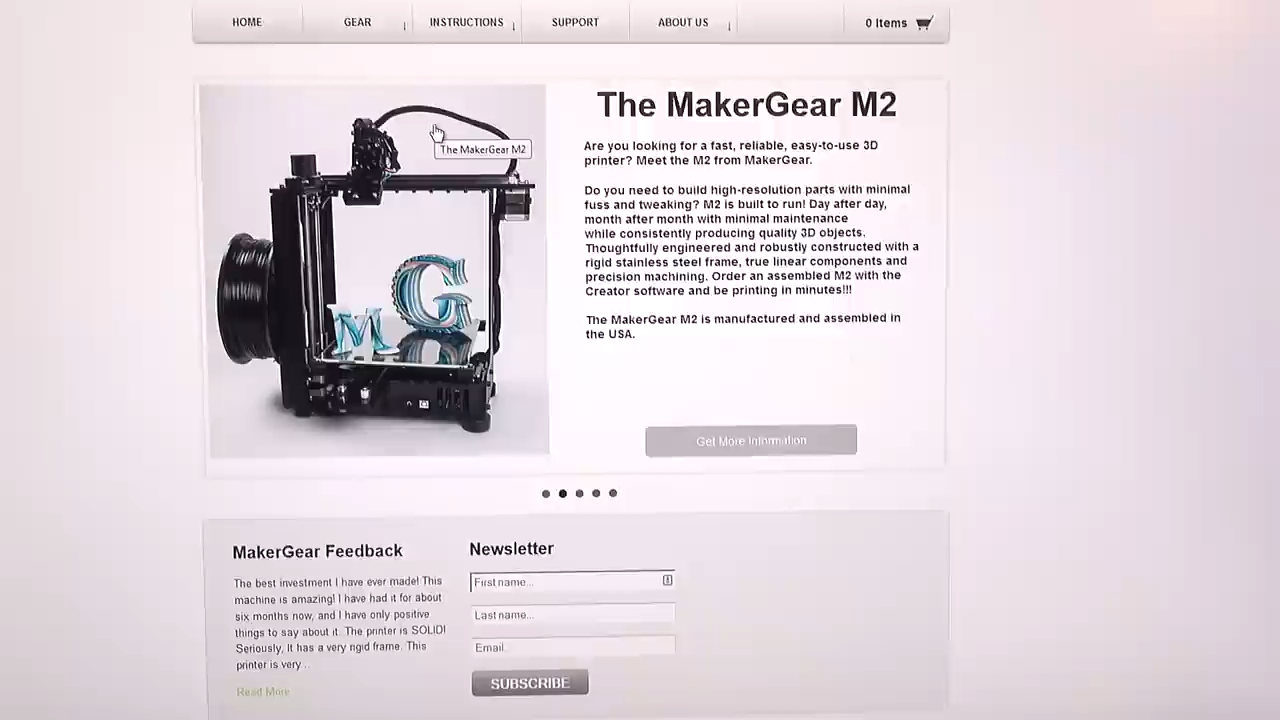 HOME GEAR INSTRUCTIONS SUPPORT ABOUT US 0 Items
The MakerGear M2
Are you looking for a fast, reliable, easy-to-use 3D
printer? Meet the M2 from MakerGear.
The MakerGear M2
Do you need to build high-resolution parts with minimal
fuss and tweaking? M2 is built to run! Day after day,
month after month with minimal maintenance
while consistently producing quality 3D objects.
Thoughtfully engineered and robustly constructed with a
rigid stainless steel frame, true linear components and
precision machining. Order an assembled M2 with the
Creator software and be printing in minutes!!!
The MakerGear M2 is manufactured and assembled in
the USA.
M G
Get More Information
MakerGear Feedback
The best investment I have ever made! This
machine is amazing! I have had it for about
six months now, and I have only positive
things to say about it. The printer is SOLID!
Seriously, It has a very rigid frame. This
printer is very...
Read More
Newsletter
First name...
Last name...
Email
SUBSCRIBE